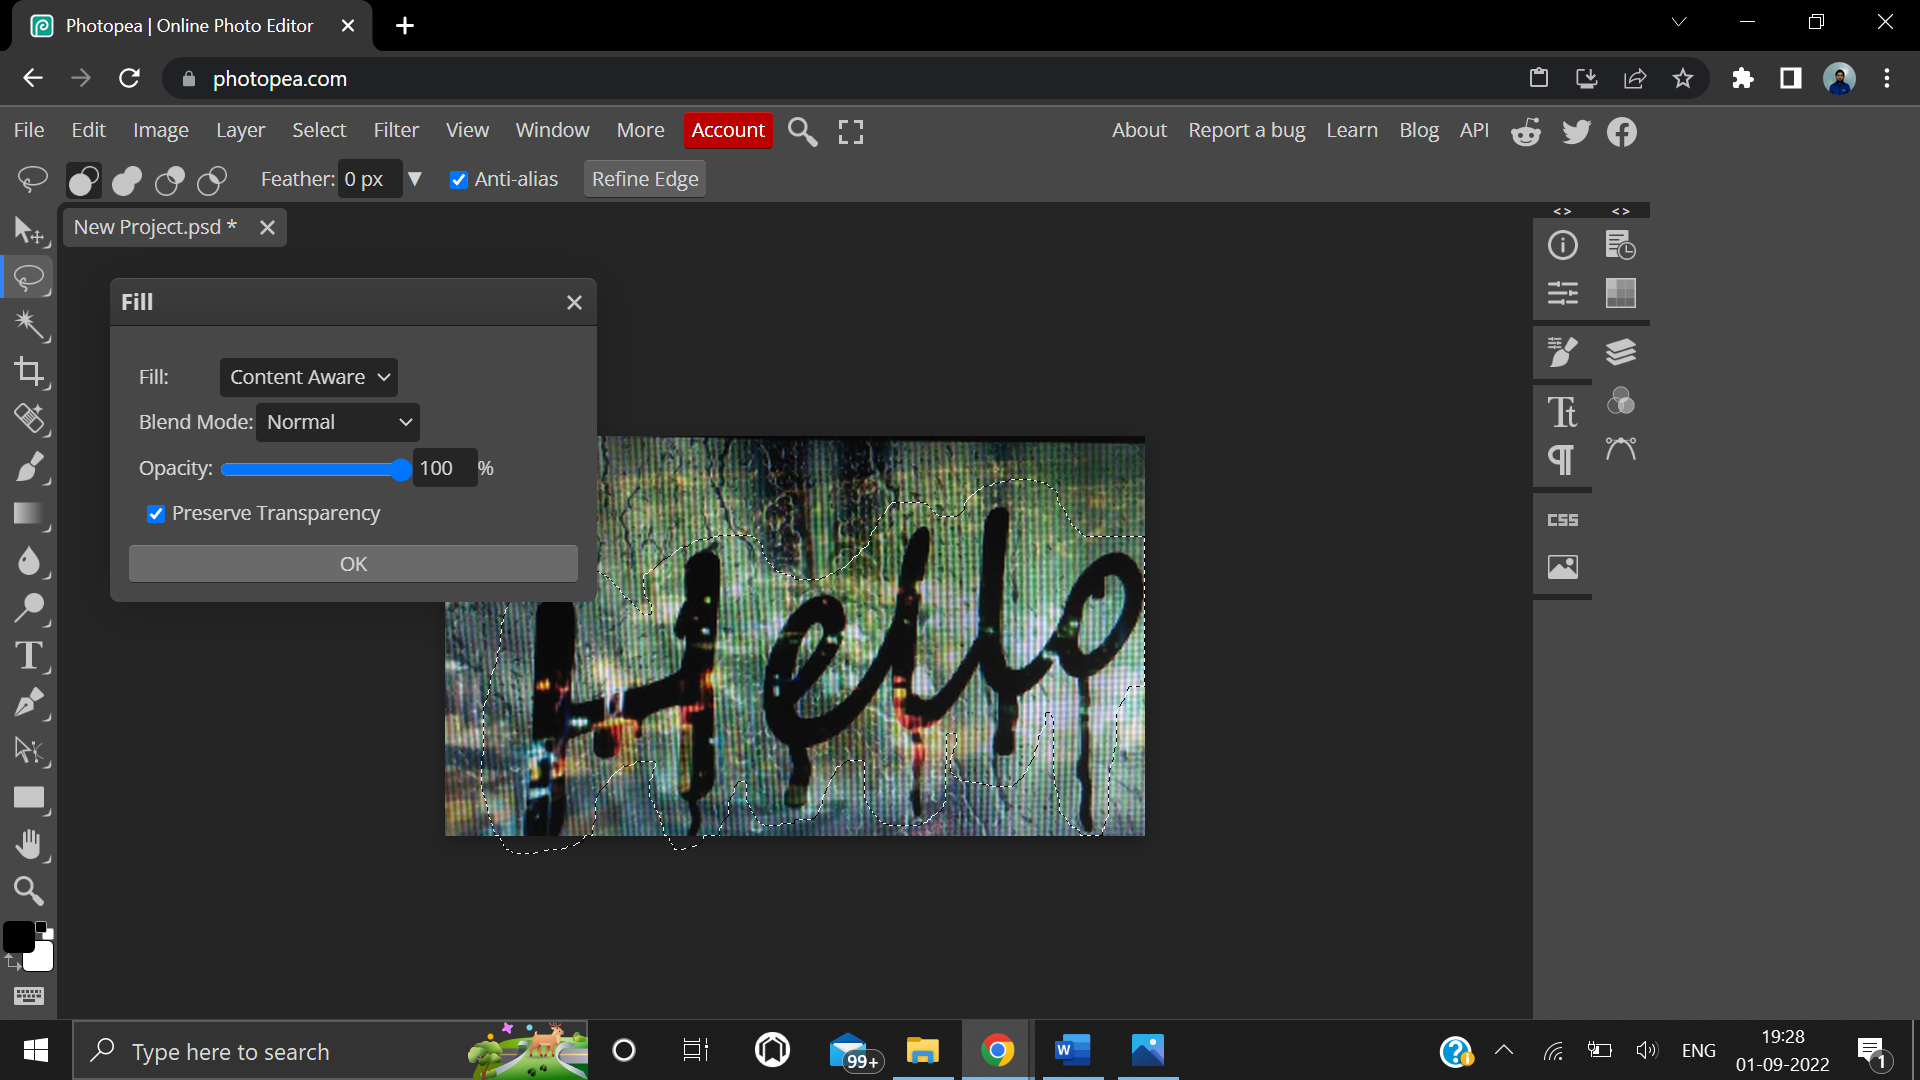 Photopea | Online Photo Editor
photopea.com
File Edit Image Layer Select Filter View Window More Account About Report a bug Learn Blog API
Feather: 0 px Anti-alias Refine Edge
New Project.psd *
Fill
Fill: Content Aware
Blend Mode: Normal
Opacity: 100 %
Preserve Transparency
OK
Hello
Tt
CSS
T
Type here to search
99+
W
ENG
19:28
01-09-2022
1